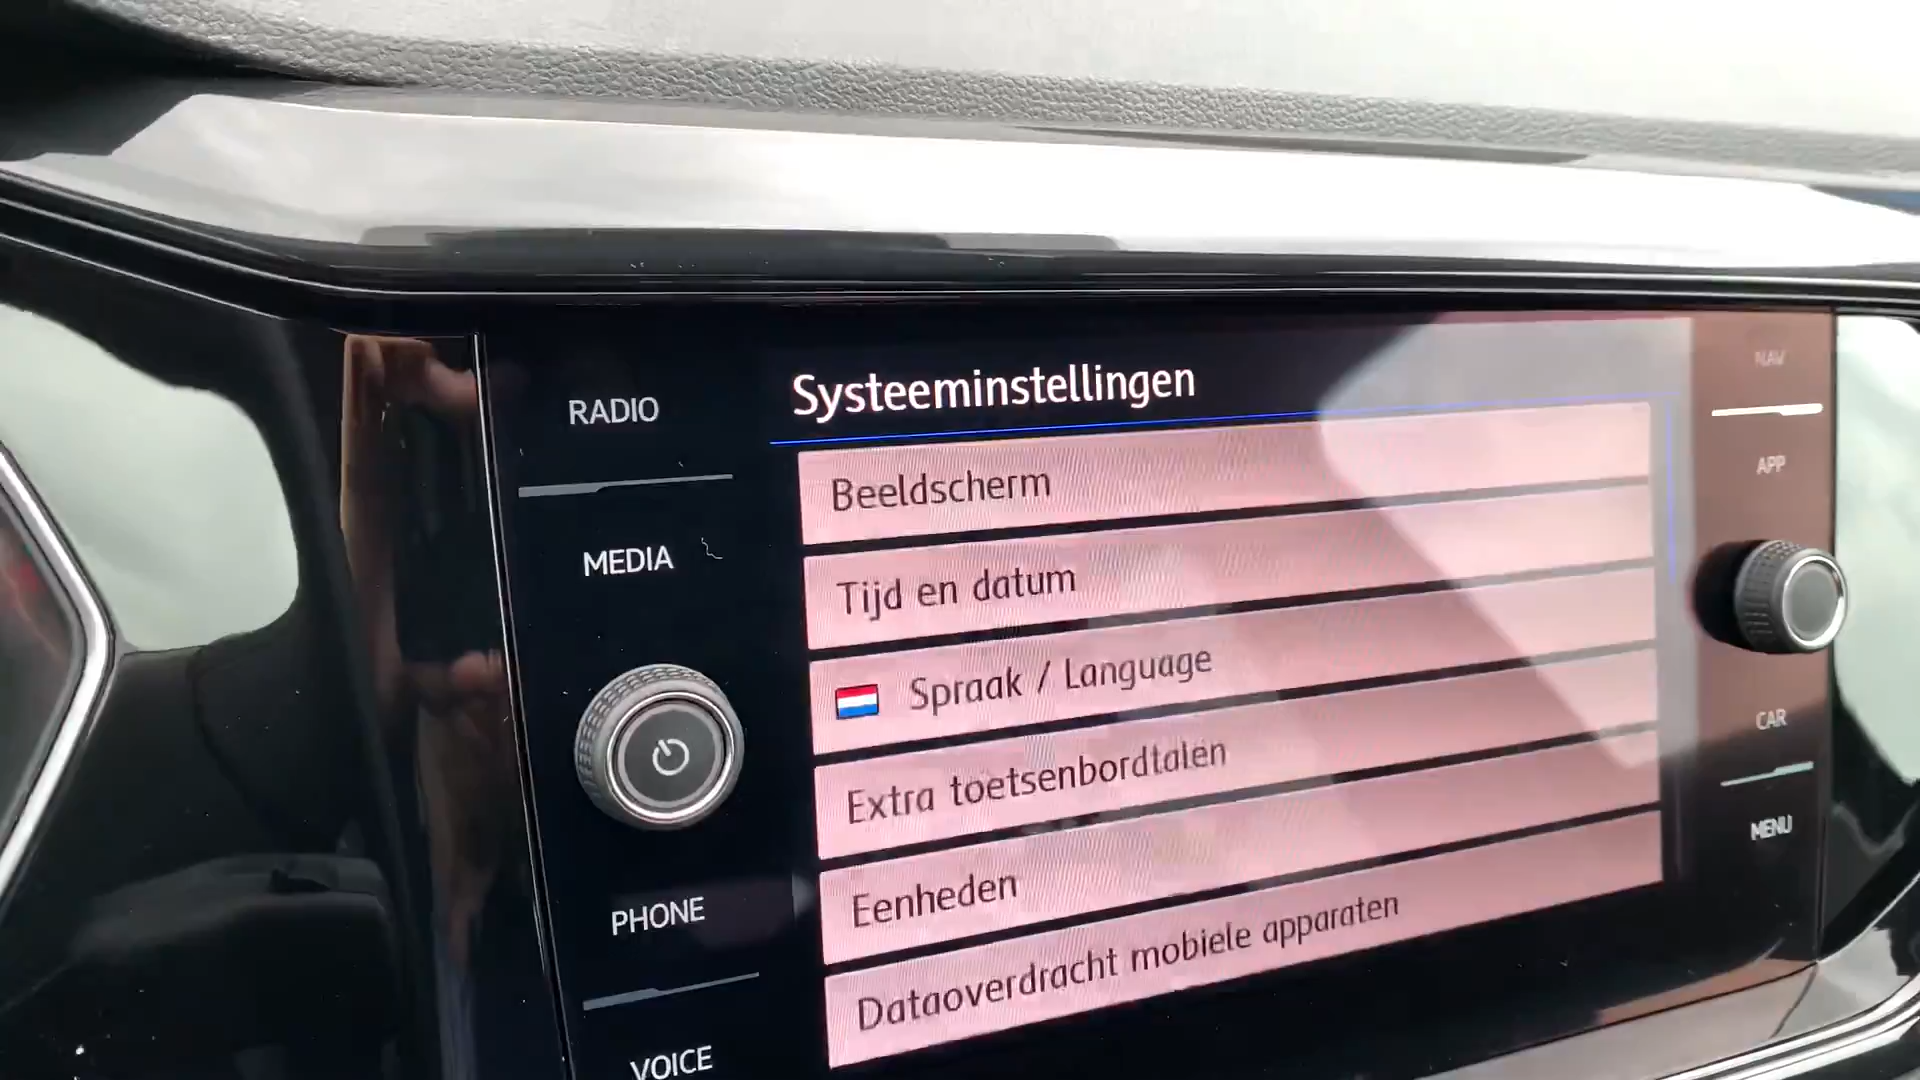 RADIO
MEDIA
PHONE
VOICE
Systeeminstellingen
Beeldscherm
Tijd en datum
Spraak / Language
Extra toetsenbordtalen
Eenheden
Dataoverdracht mobiele apparaten
NAV
APP
CAR
MENU